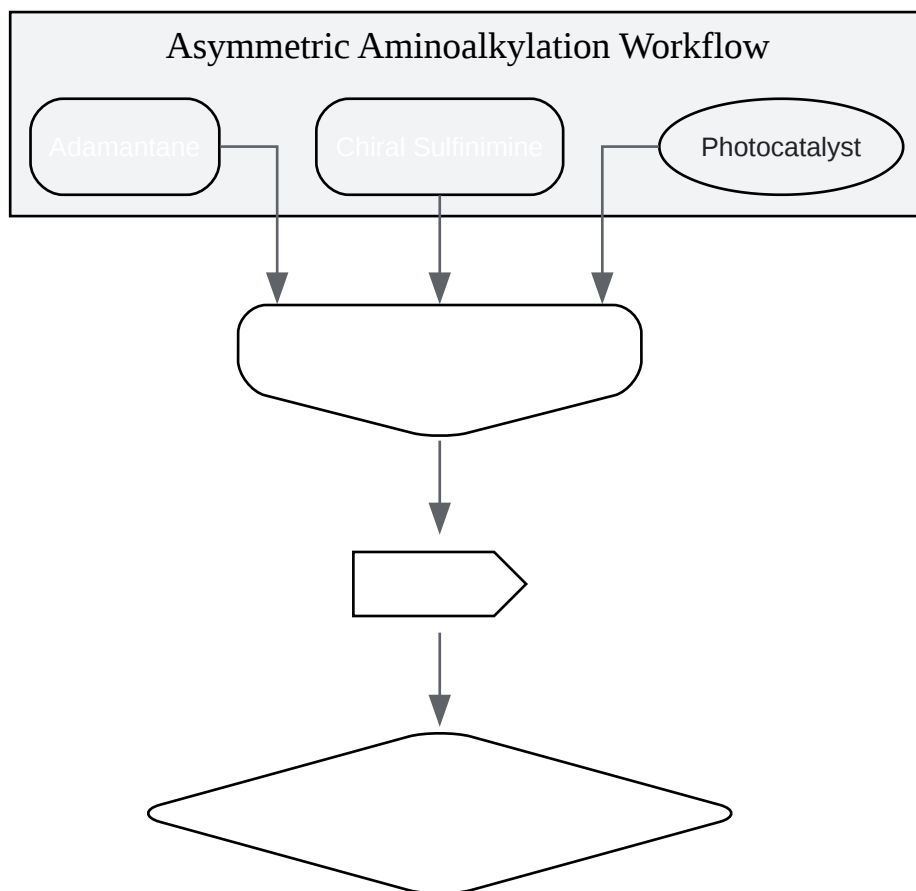 Asymmetric Aminoalkylation Workflow
Adamantane
Chiral Sulfinimine
Photocatalyst